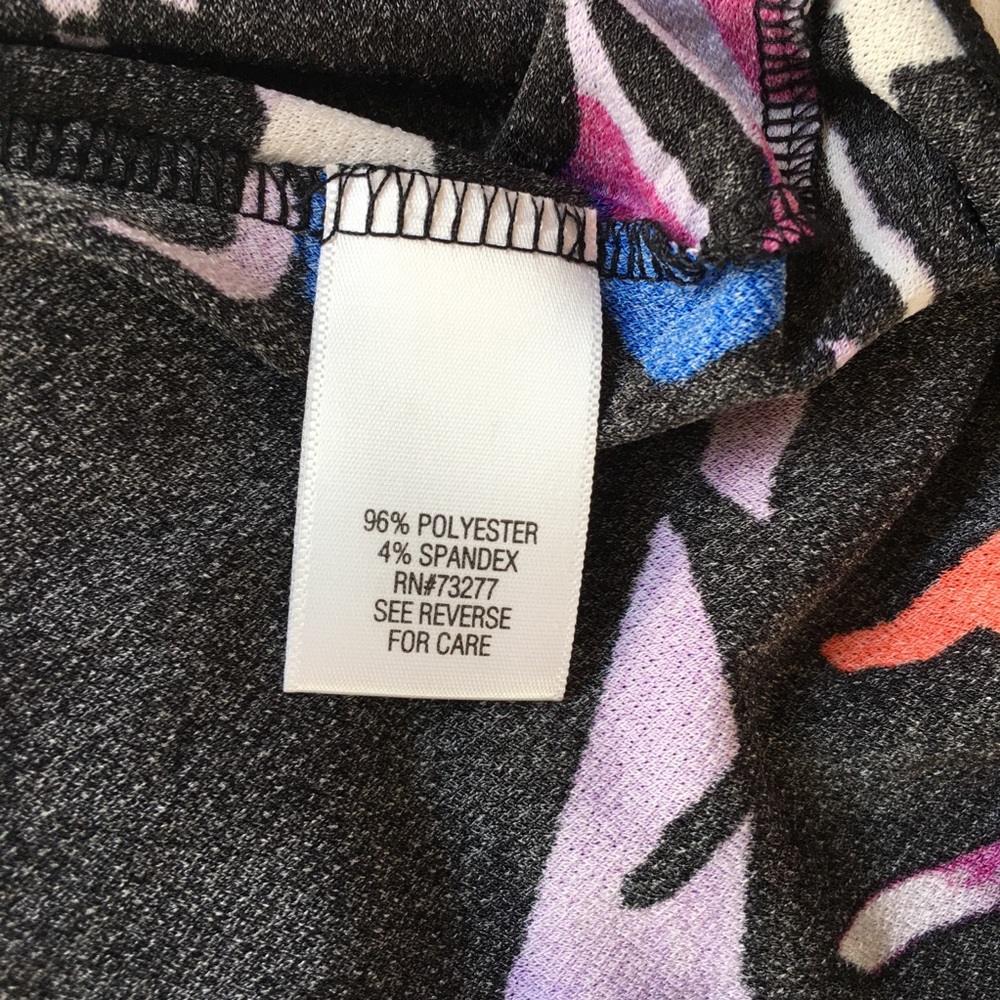 96% POLYESTER
4% SPANDEX
RN#73277
SEE REVERSE
FOR CARE